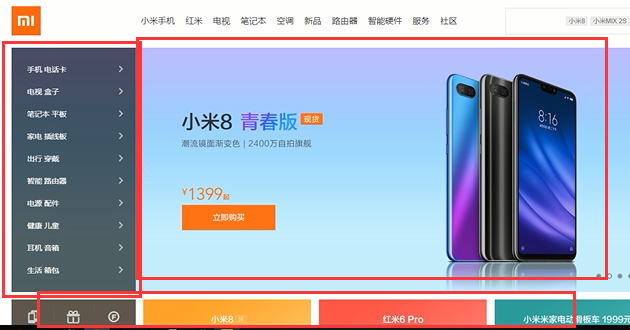 mi
小米手机 红米 电视 笔记本 空调 新品 路由器 智能硬件 服务 社区
小米8 小米MIX 2S
手机 电话卡
电视 盒子
笔记本 平板
家电 插线板
出行 穿戴
智能 路由器
电源 配件
健康 儿童
耳机 音箱
生活 箱包
小米8 青春版 现货
潮流镜面渐变色 | 2400万自拍旗舰
¥1399起
立即购买
8:16
F
小米8
红米6 Pro
小米米家电动滑板车 1999元